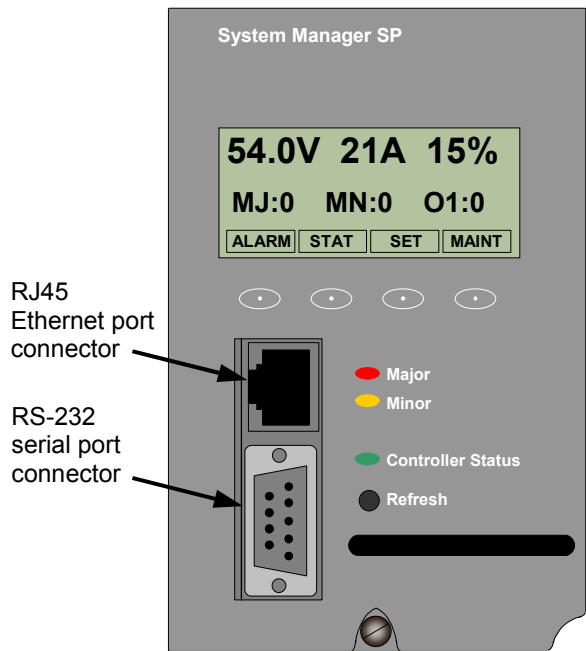 System Manager SP
54.0V 21A 15%
MJ:0 MN:0 O1:0
ALARM STAT SET MAINT
RJ45
Ethernet port
connector
Major
Minor
RS-232
serial port
connector
Controller Status
Refresh